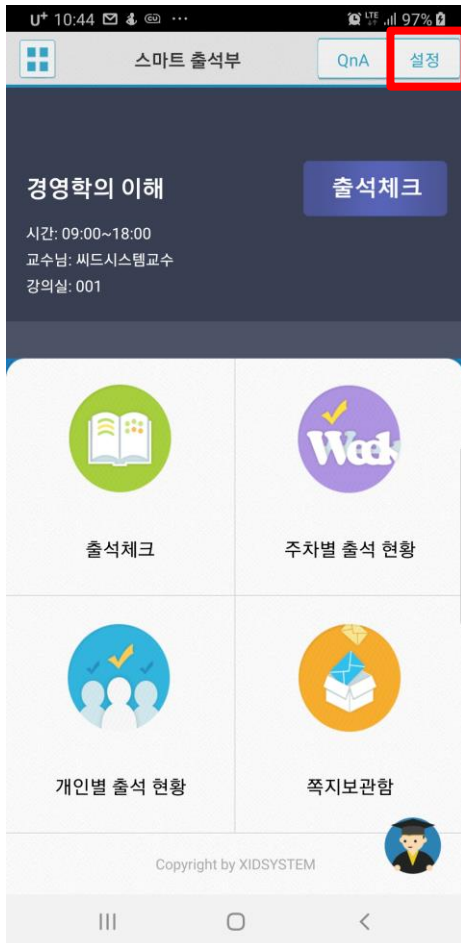 U+ 10:44 CU ... LTE 97%
스마트 출석부
QnA
설정
경영학의 이해
출석체크
시간: 09:00~18:00
교수님: 씨드시스템교수
강의실: 001
Week
출석체크
주차별 출석 현황
개인별 출석 현황
쪽지보관함
Copyright by XIDSYSTEM